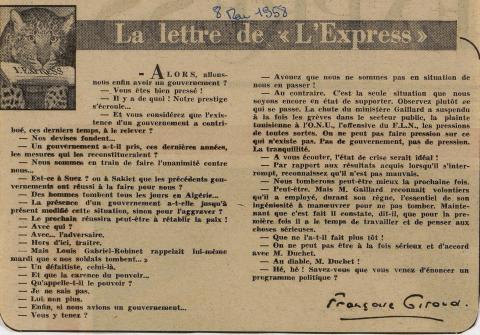 8 Mai 1958
La lettre de « L'Express »
L'EXPRESS
— ALORS, allons-
nous enfin avoir un gouvernement ?
— Vous êtes bien pressé !
— Il y a de quoi ! Notre prestige
s'écroule...
— Et vous considérez que l'exis-
tence d'un gouvernement a contri-
bué, ces derniers temps, à le relever ?
— Nos devises fondent...
— Un gouvernement a-t-il pris, ces dernières années,
les mesures qui les reconstitueraient ?
— Nous sommes en train de faire l'unanimité contre
nous...
— Est-ce à Suez ? ou à Sakiet que les précédents gou-
vernements ont réussi à la faire pour nous ?
— Des hommes tombent tous les jours en Algérie...
— La présence d'un gouvernement a-t-elle jusqu'à
présent modifié cette situation, sinon pour l'aggraver ?
— Le prochain réussira peut-être à rétablir la paix !
— Avec qui ?
— Avec... l'adversaire.
— Hors d'ici, traître.
— Mais Louis Gabriel-Robinet rappelait lui-même
mardi que « nos soldats tombent... »
— Un défaitiste, celui-là.
— Et que la carence du pouvoir...
— Qu'appelle-t-il le pouvoir ?
— Je ne sais pas.
— Lui non plus.
— Enfin, si nous avions un gouvernement...
— Vous y tenez ?
— Avouez que nous ne sommes pas en situation de
nous en passer !
— Au contraire. C'est la seule situation que nous
soyons encore en état de supporter. Observez plutôt ce
qui se passe. La chute du ministère Gaillard a suspendu
à la fois les grèves dans le secteur public, la plainte
tunisienne à l'O.N.U., l'offensive du F.L.N., les pressions
de toutes sortes. On ne peut pas faire pression sur ce
qui n'existe pas. Pas de gouvernement, pas de pression.
La tranquillité.
— A vous écouter, l'état de crise serait idéal !
— Par rapport aux résultats acquis lorsqu'il s'inter-
rompt, reconnaissez qu'il n'est pas mauvais.
— Nous tomberons peut-être mieux la prochaine fois.
— Peut-être. Mais M. Gaillard reconnaît volontiers
qu'il a employé, durant son règne, l'essentiel de son
ingéniosité à manœuvrer pour ne pas tomber. Mainte-
nant que c'est fait il constate, dit-il, que pour la pre-
mière fois il a le temps de travailler et de penser aux
choses sérieuses.
— Que ne l'a-t-il fait plus tôt !
— On ne peut pas être à la fois sérieux et d'accord
avec M. Duchet.
— Au diable, M. Duchet.
— Hé, hé ! Savez-vous que vous venez d'énoncer un
programme politique ?
Françoise Giroud.